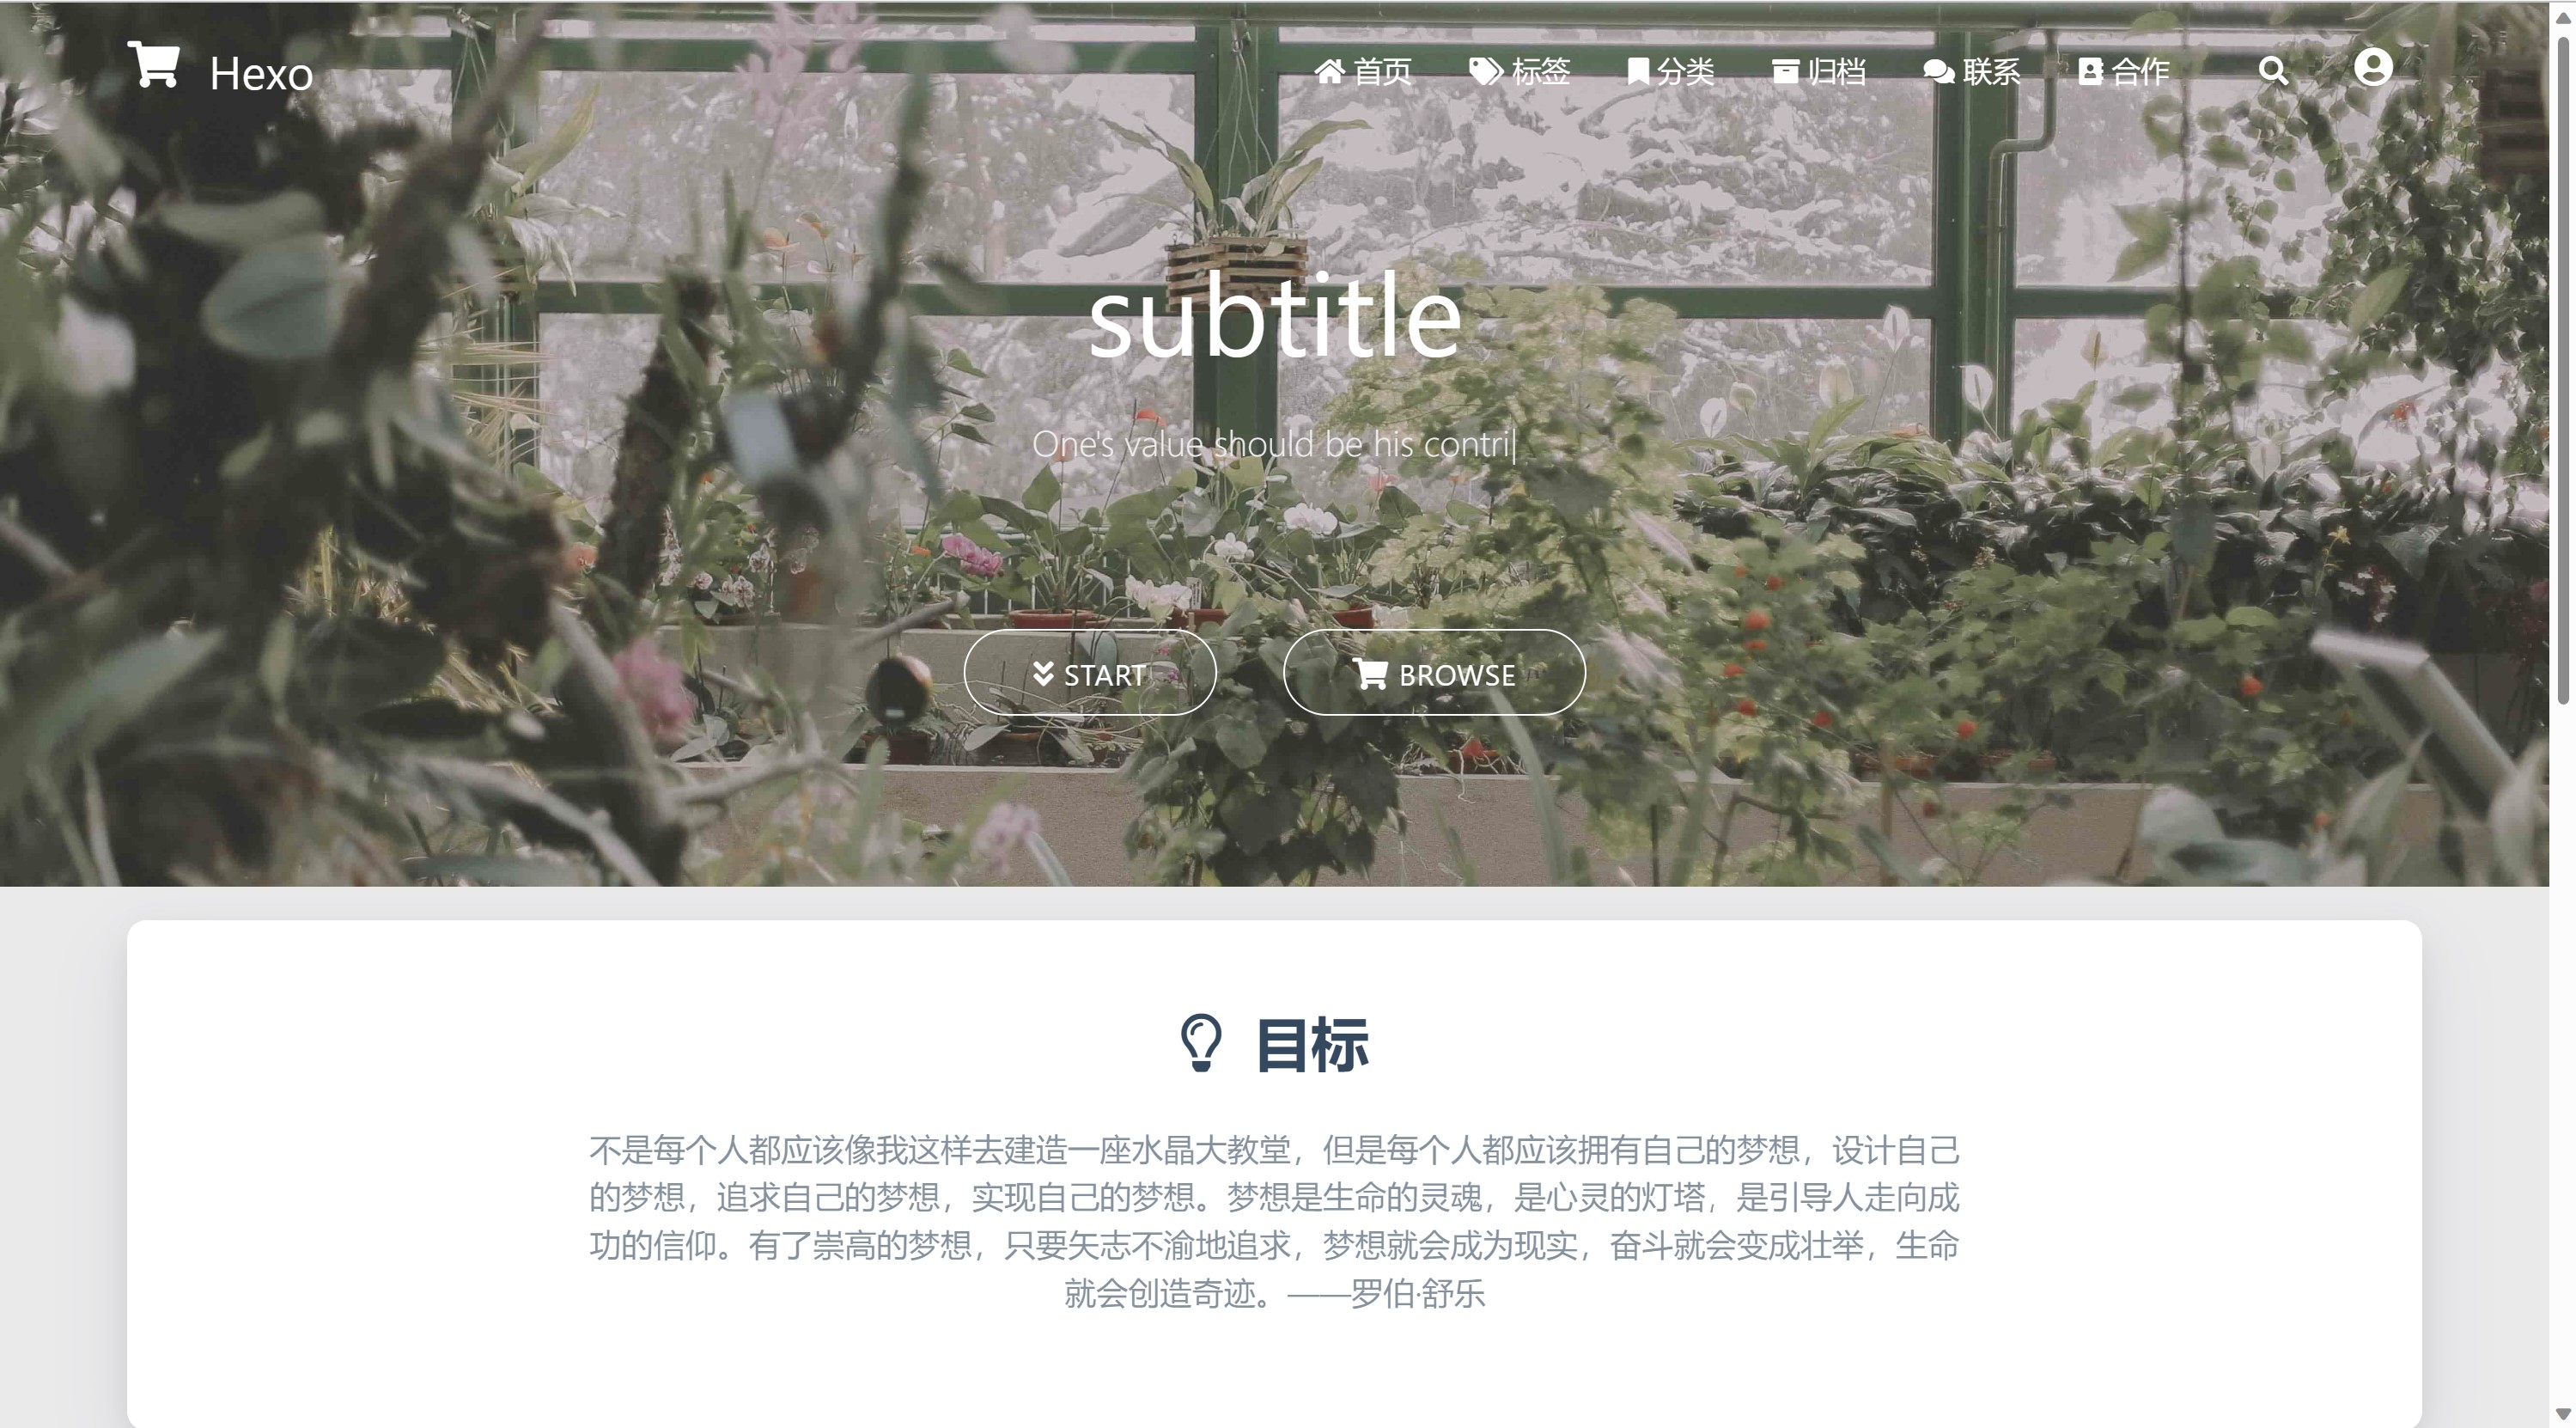 Hexo
首页 标签 分类 归档 联系 合作
subtitle
One's value should be his contri|
START BROWSE
目标
不是每个人都应该像我这样去建造一座水晶大教堂，但是每个人都应该拥有自己的梦想，设计自己
的梦想，追求自己的梦想，实现自己的梦想。梦想是生命的灵魂，是心灵的灯塔，是引导人走向成
功的信仰。有了崇高的梦想，只要矢志不渝地追求，梦想就会成为现实，奋斗就会变成壮举，生命
就会创造奇迹。——罗伯·舒乐